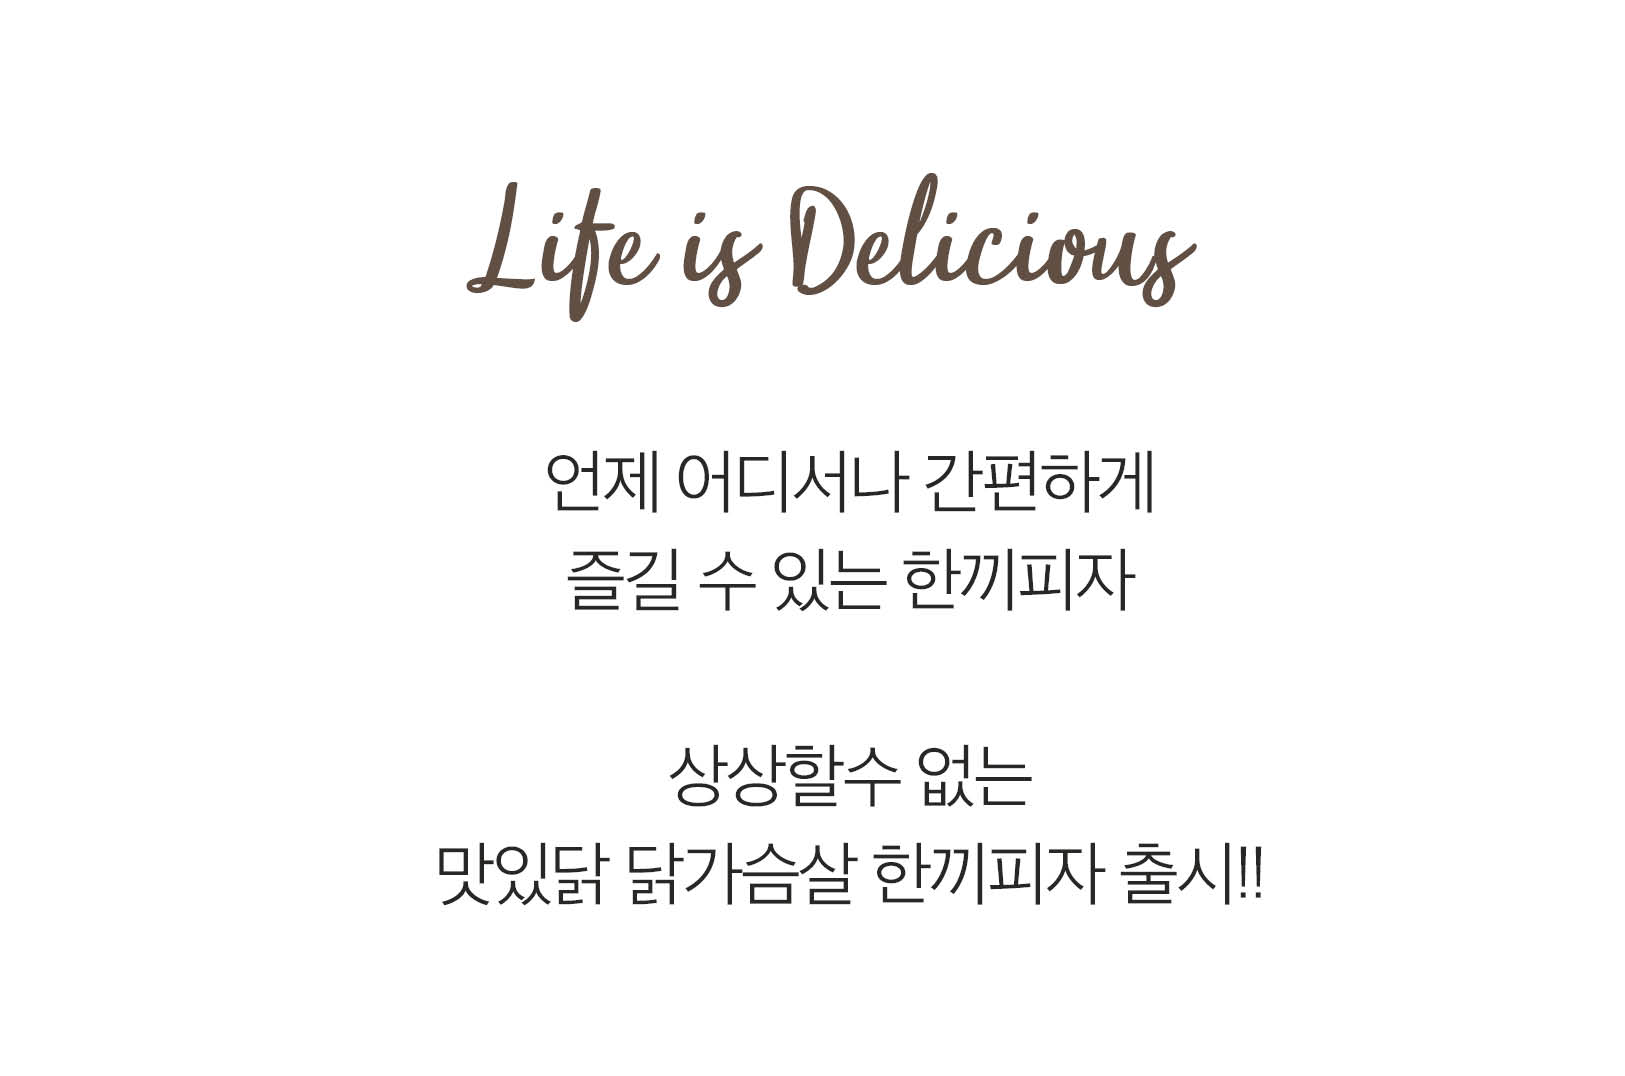 Life is Delicious
언제 어디서나 간편하게
즐길 수 있는 한끼피자
상상할수 없는
맛있닭 닭가슴살 한끼피자 출시!!